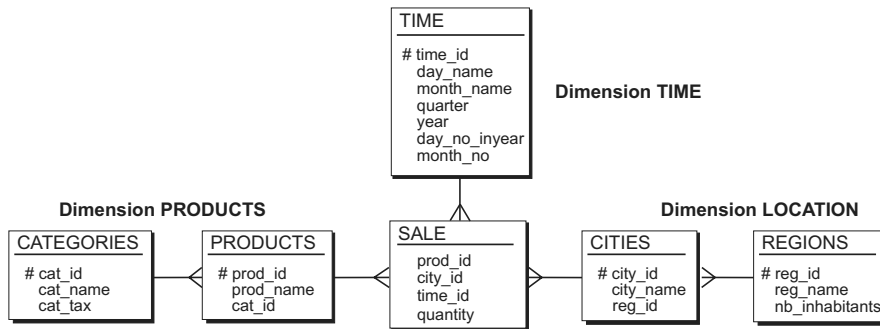 TIME
# time_id
day_name
month_name
quarter
year
day_no_inyear
month_no
Dimension TIME
Dimension PRODUCTS
Dimension LOCATION
CATEGORIES
# cat_id
cat_name
cat_tax
PRODUCTS
# prod_id
prod_name
cat_id
SALE
prod_id
city_id
time_id
quantity
CITIES
# city_id
city_name
reg_id
REGIONS
# reg_id
reg_name
nb_inhabitants